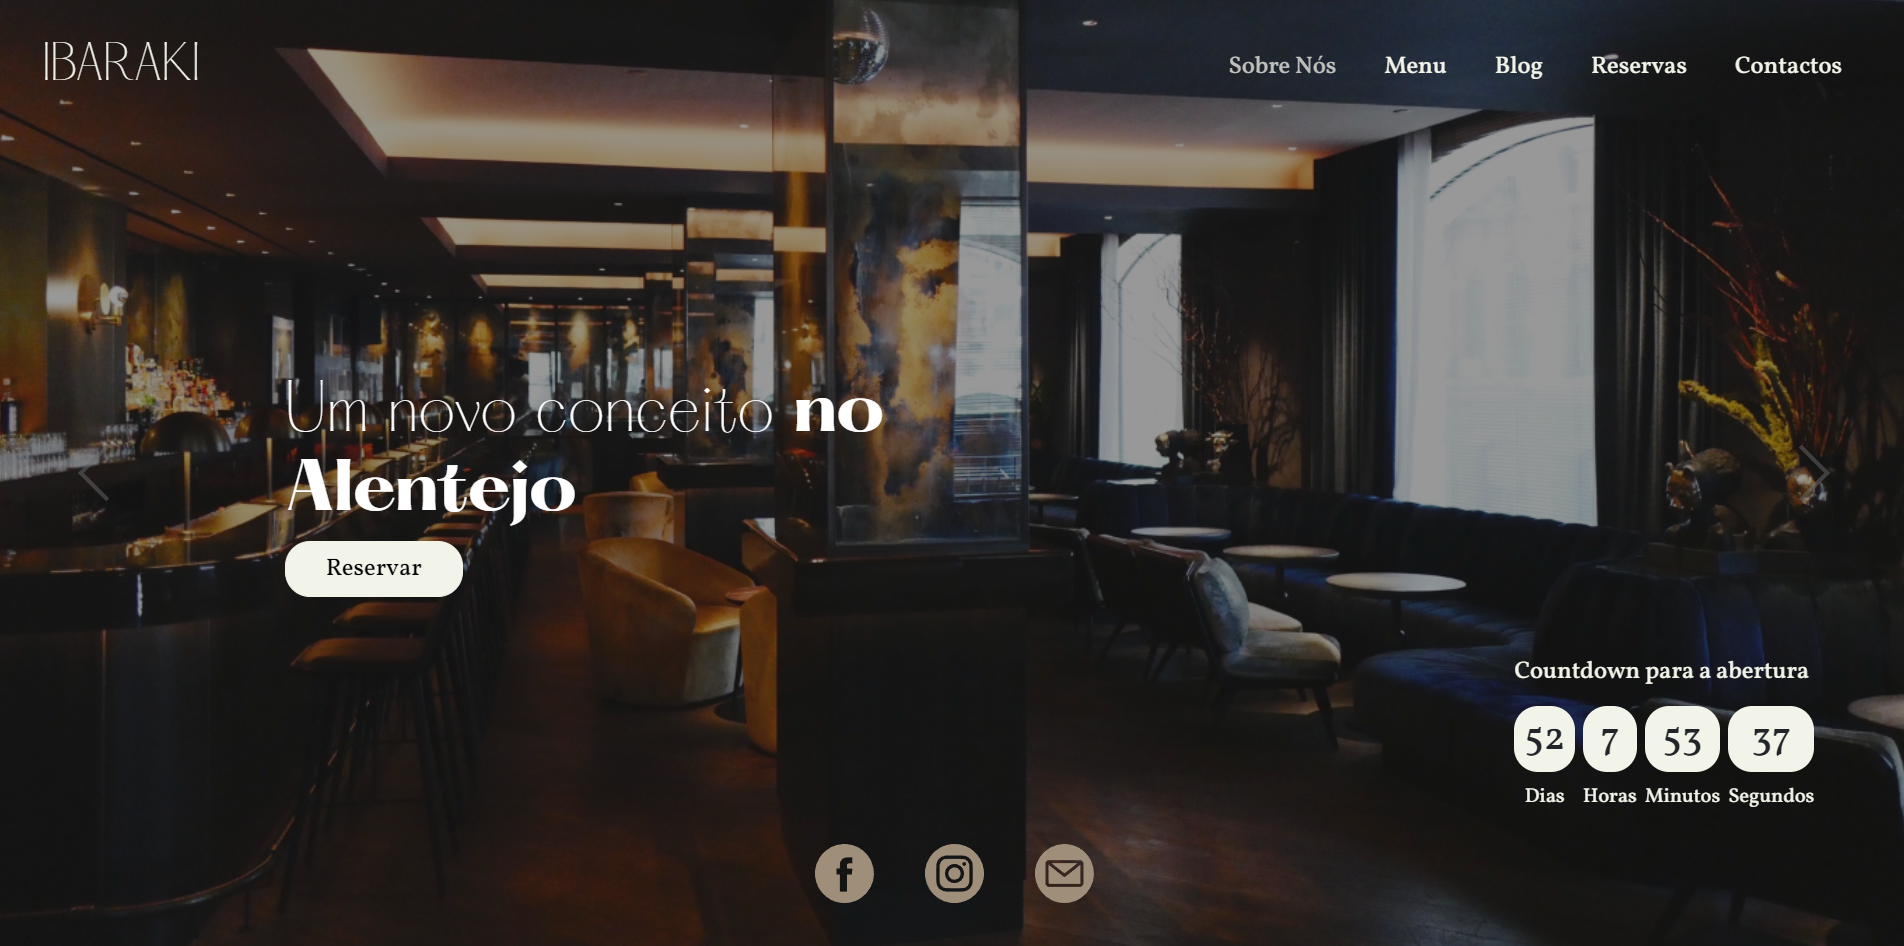 IBARAKI
Sobre Nós Menu Blog Reservas Contactos
Um novo conceito no
Alentejo
Reservar
Countdown para a abertura
52 7 53 37
Dias Horas Minutos Segundos